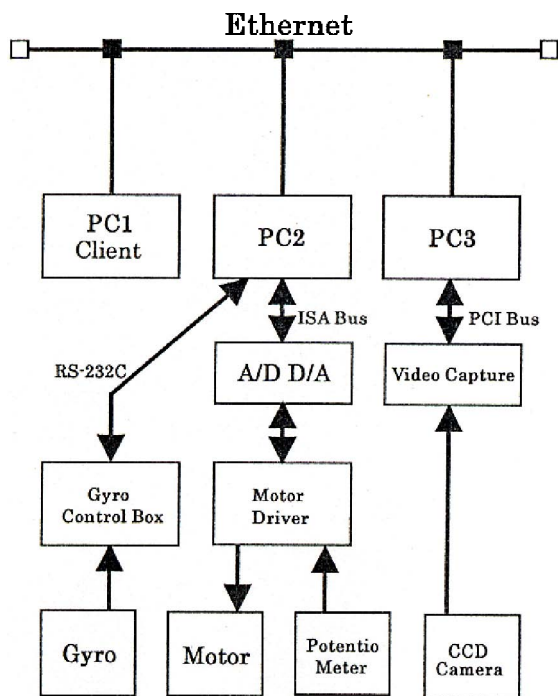 Ethernet
PC1
Client
PC2
PC3
ISA Bus
PCI Bus
RS-232C
A/D D/A
Video Capture
Gyro
Control Box
Motor
Driver
Gyro
Motor
Potentio
Meter
CCD
Camera